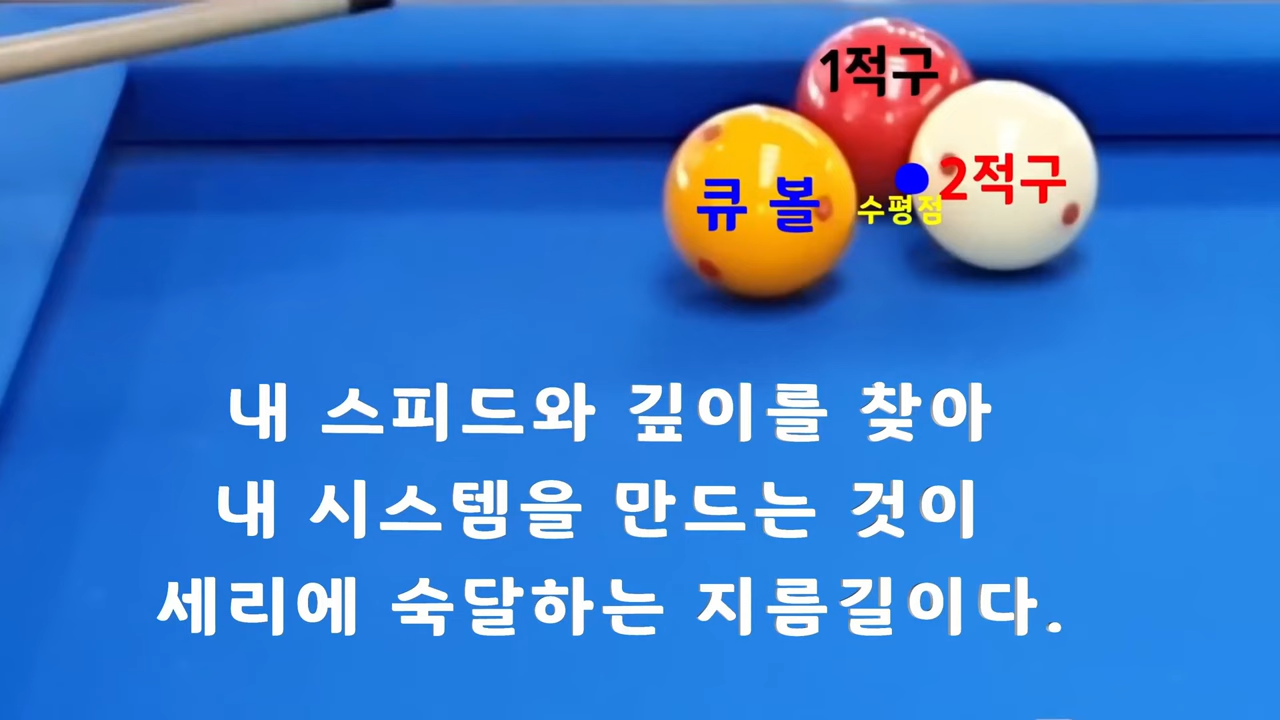 1적구
큐 볼
2적구
수평점
내 스피드와 깊이를 찾아
내 시스템을 만드는 것이
세리에 숙달하는 지름길이다.